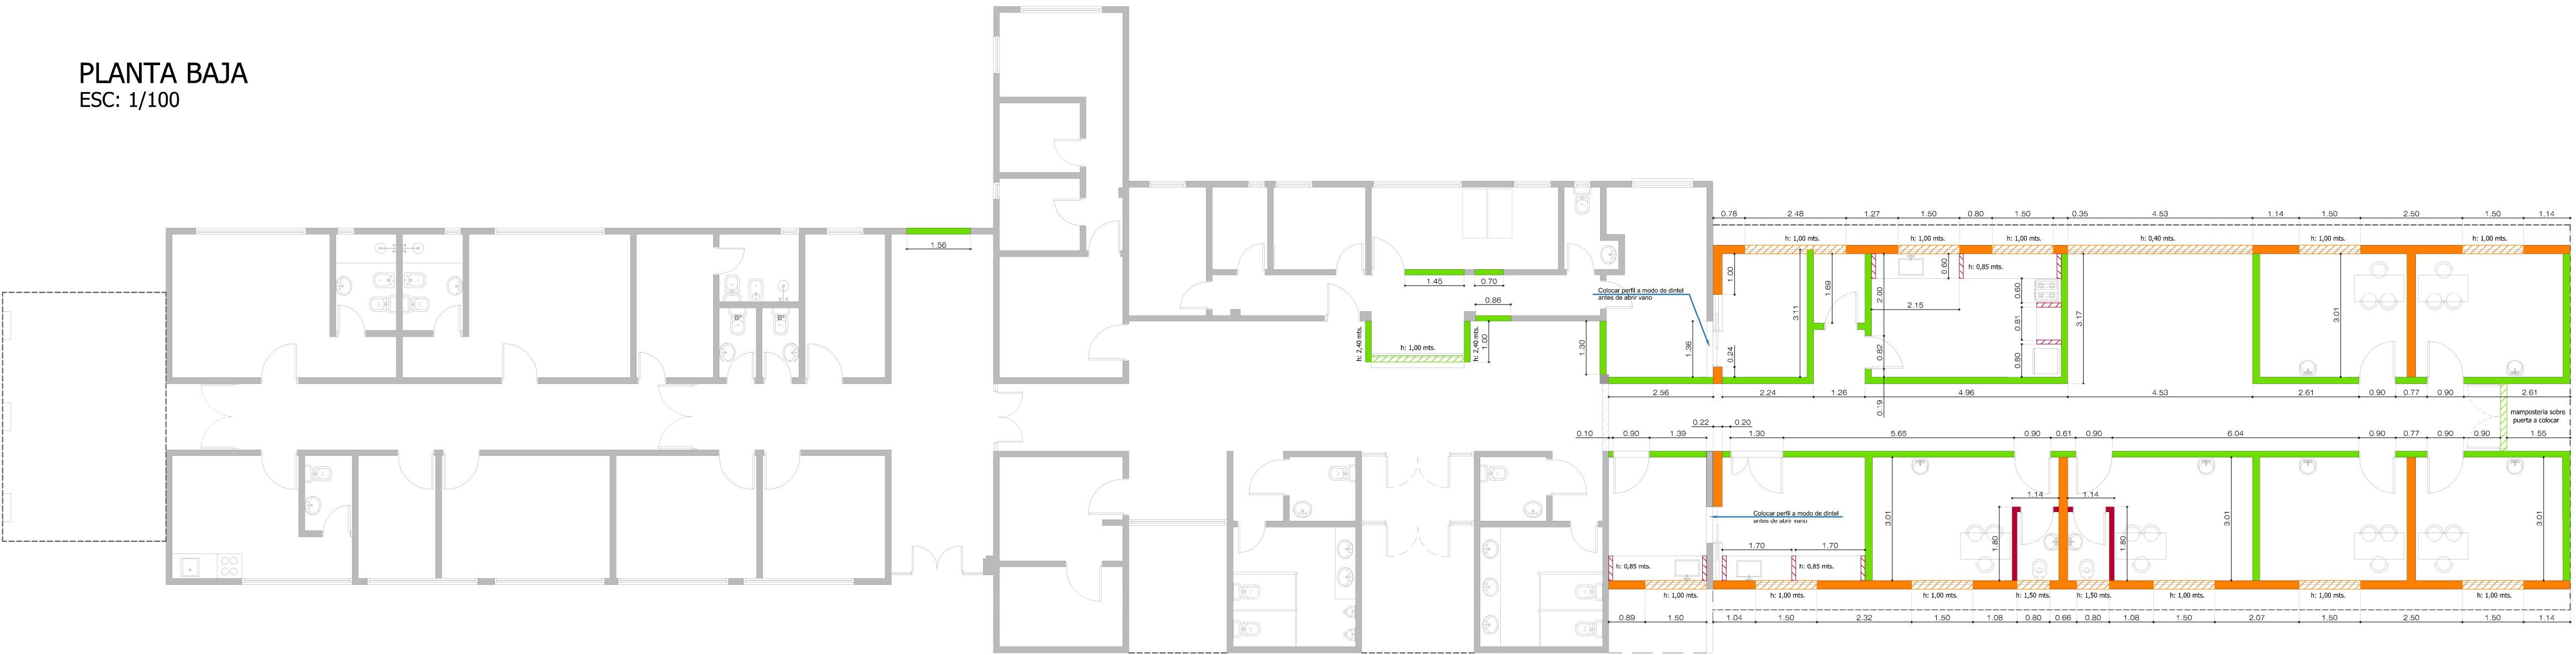 PLANTA BAJA
ESC: 1/100
1.56
B°
B°
1.45
0.70
0.86
h: 2,40 mts.
h: 1,00 mts.
h: 2,40 mts.
1.00
1.30
Colocar perfil a modo de dintel
antes de abrir vano
1.36
0.78
2.48
1.27
1.50
0.80
1.50
0.35
4.53
1.14
1.50
2.50
1.50
1.14
h: 1,00 mts.
h: 1,00 mts.
h: 1,00 mts.
h: 0,40 mts.
h: 1,00 mts.
h: 1,00 mts.
1.00
0.24
3.11
1.69
2.00
0.82
0.19
0.60
h: 0,85 mts.
2.15
0.60
0.81
0.80
3.17
3.01
2.56
2.24
1.26
4.96
4.53
2.61
0.90
0.77
0.90
2.61
mamposteria sobre
puerta a colocar
0.22
0.20
0.10
0.90
1.39
1.30
5.65
0.90
0.61
0.90
6.04
0.90
0.77
0.90
0.90
1.55
3.01
1.14
1.14
1.80
1.80
3.01
3.01
Colocar perfil a modo de dintel
antes de abrir vano
1.70
1.70
h: 0,85 mts.
h: 0,85 mts.
h: 1,00 mts.
h: 1,00 mts.
h: 1,00 mts.
h: 1,50 mts.
h: 1,50 mts.
h: 1,00 mts.
h: 1,00 mts.
h: 1,00 mts.
0.89
1.50
1.04
1.50
2.32
1.50
1.08
0.80
0.66
0.80
1.08
1.50
2.07
1.50
2.50
1.50
1.14